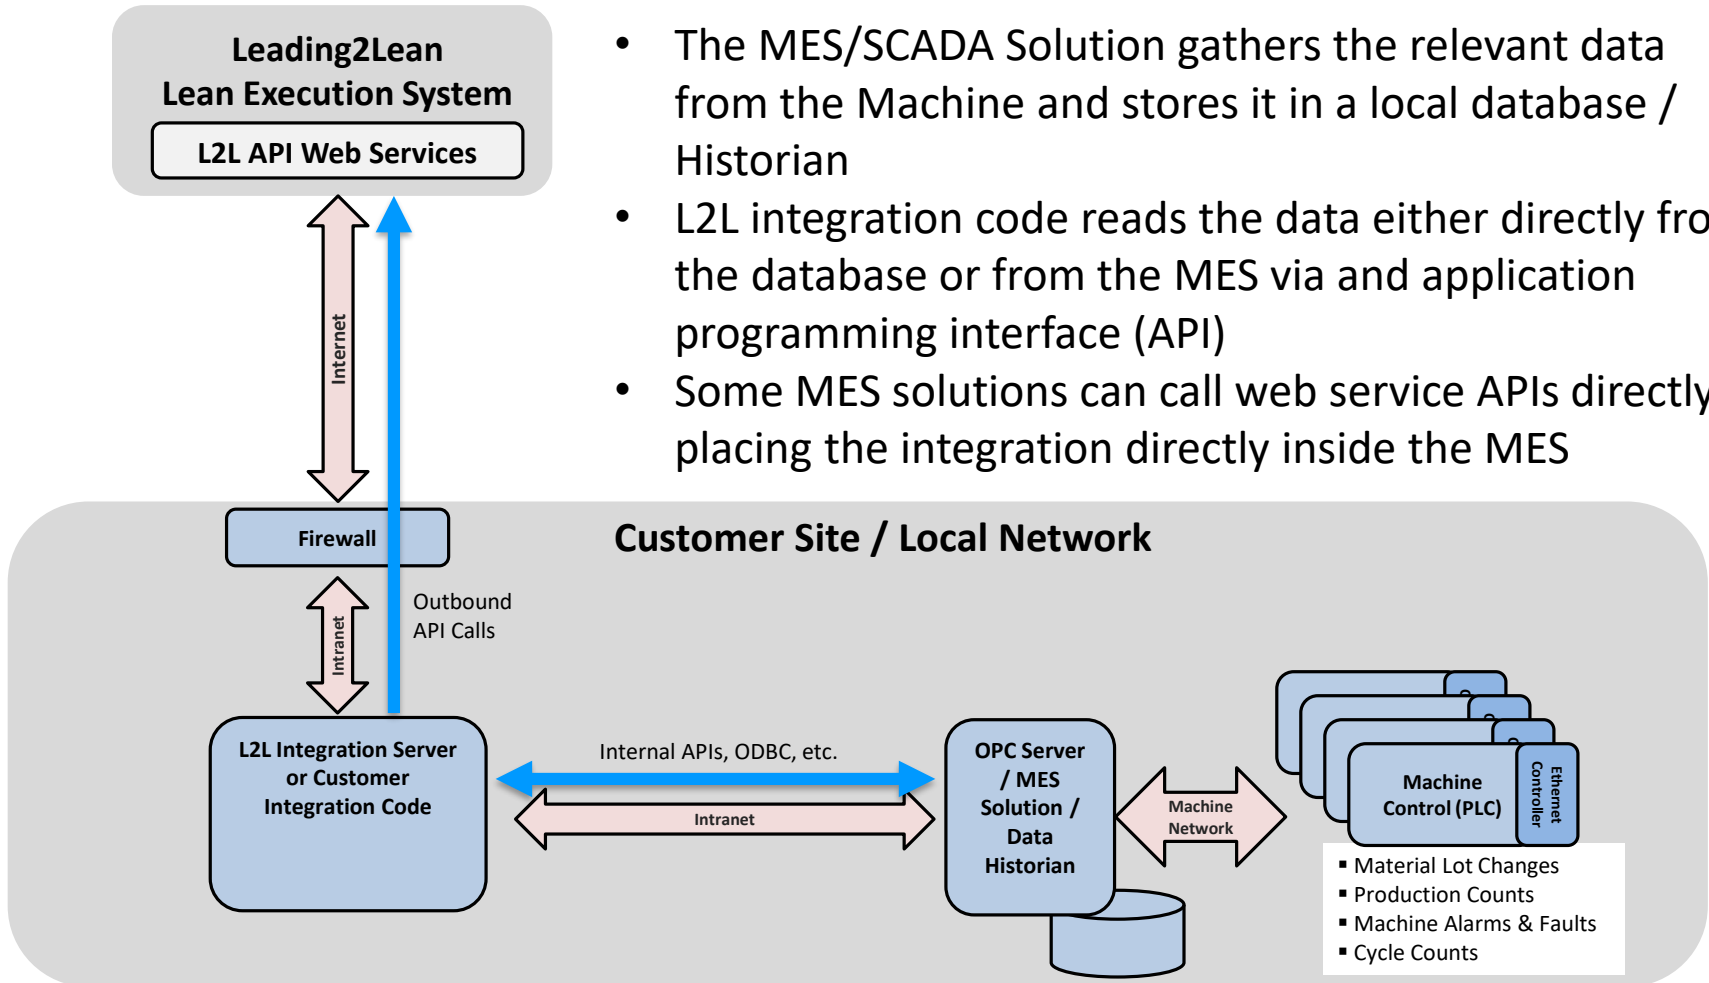 Leading2Lean
Lean Execution System
L2L API Web Services
• The MES/SCADA Solution gathers the relevant data
from the Machine and stores it in a local database /
Historian
• L2L integration code reads the data either directly fro
the database or from the MES via and application
programming interface (API)
• Some MES solutions can call web service APIs directly
placing the integration directly inside the MES
Internet
Firewall
Customer Site / Local Network
Outbound
API Calls
Intranet
L2L Integration Server
or Customer
Integration Code
Internal APIs, ODBC, etc.
Intranet
OPC Server
/ MES
Solution /
Data
Historian
Machine
Network
Machine
Control (PLC)
Ethernet
Controller
▪ Material Lot Changes
▪ Production Counts
▪ Machine Alarms & Faults
▪ Cycle Counts